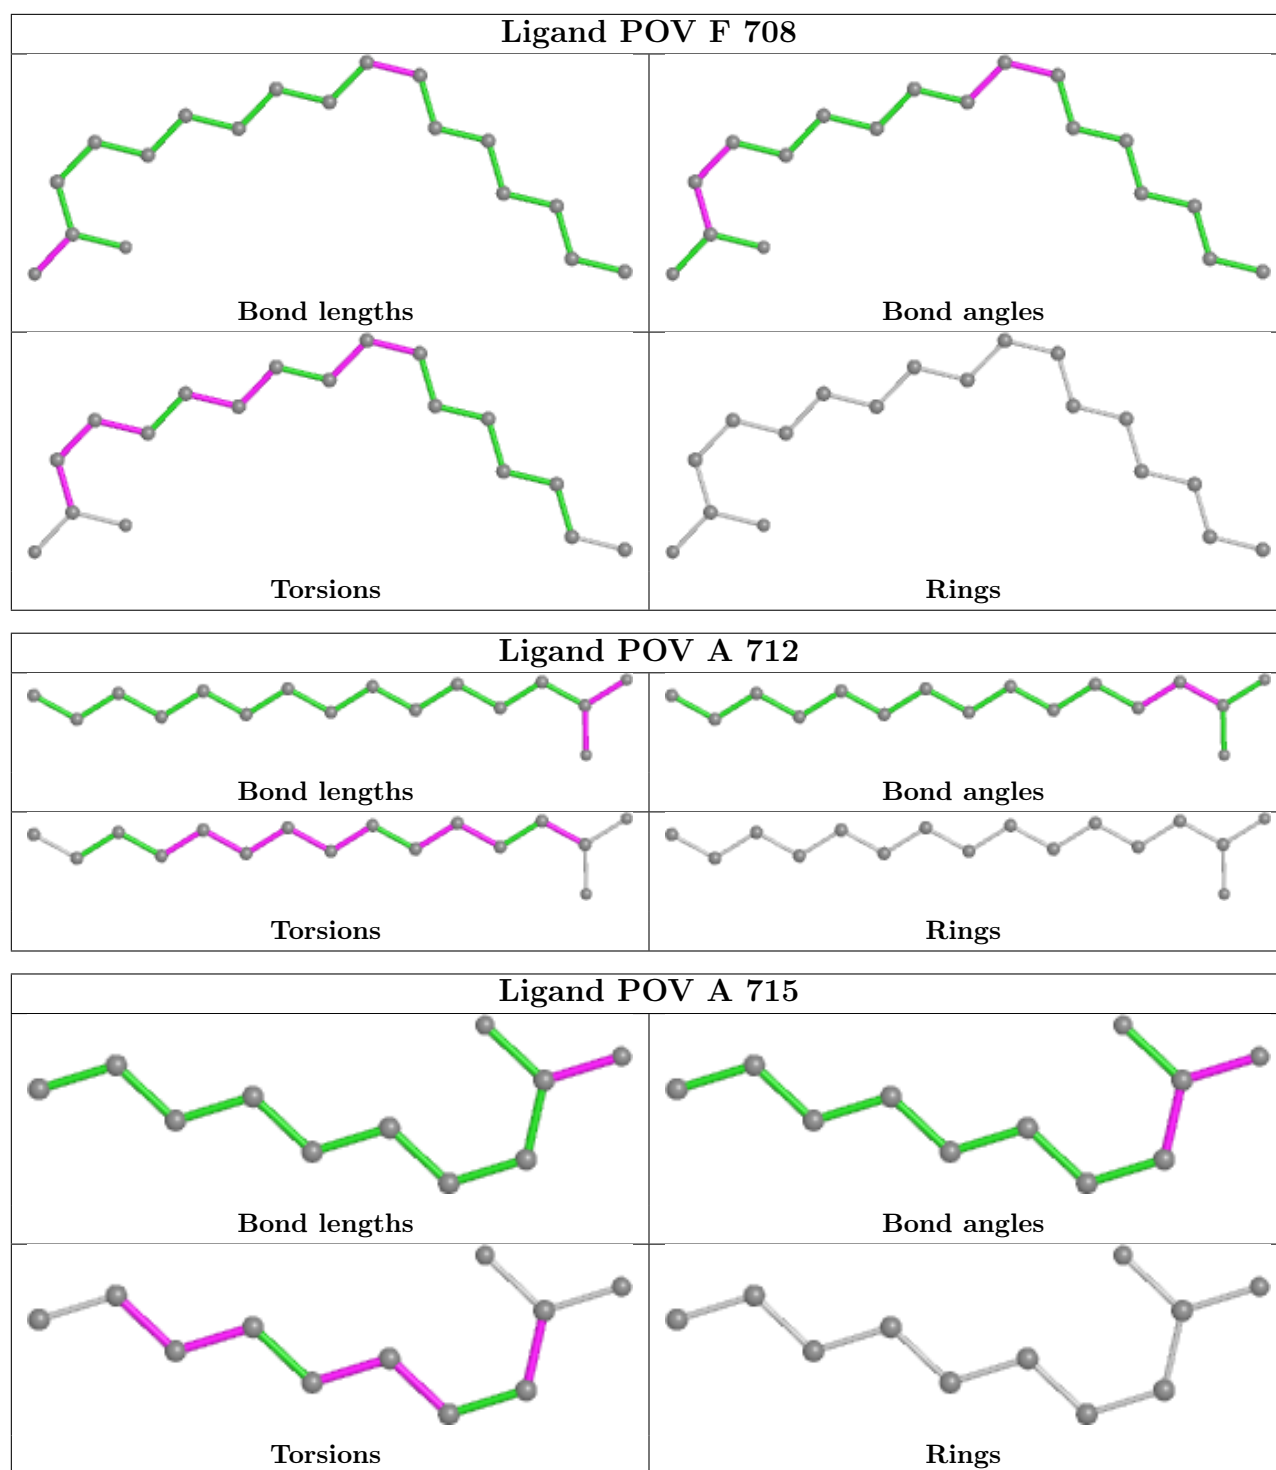 Ligand POV F 708
Bond lengths
Bond angles
Torsions
Rings
Ligand POV A 712
Bond lengths
Bond angles
Torsions
Rings
Ligand POV A 715
Bond lengths
Bond angles
Torsions
Rings